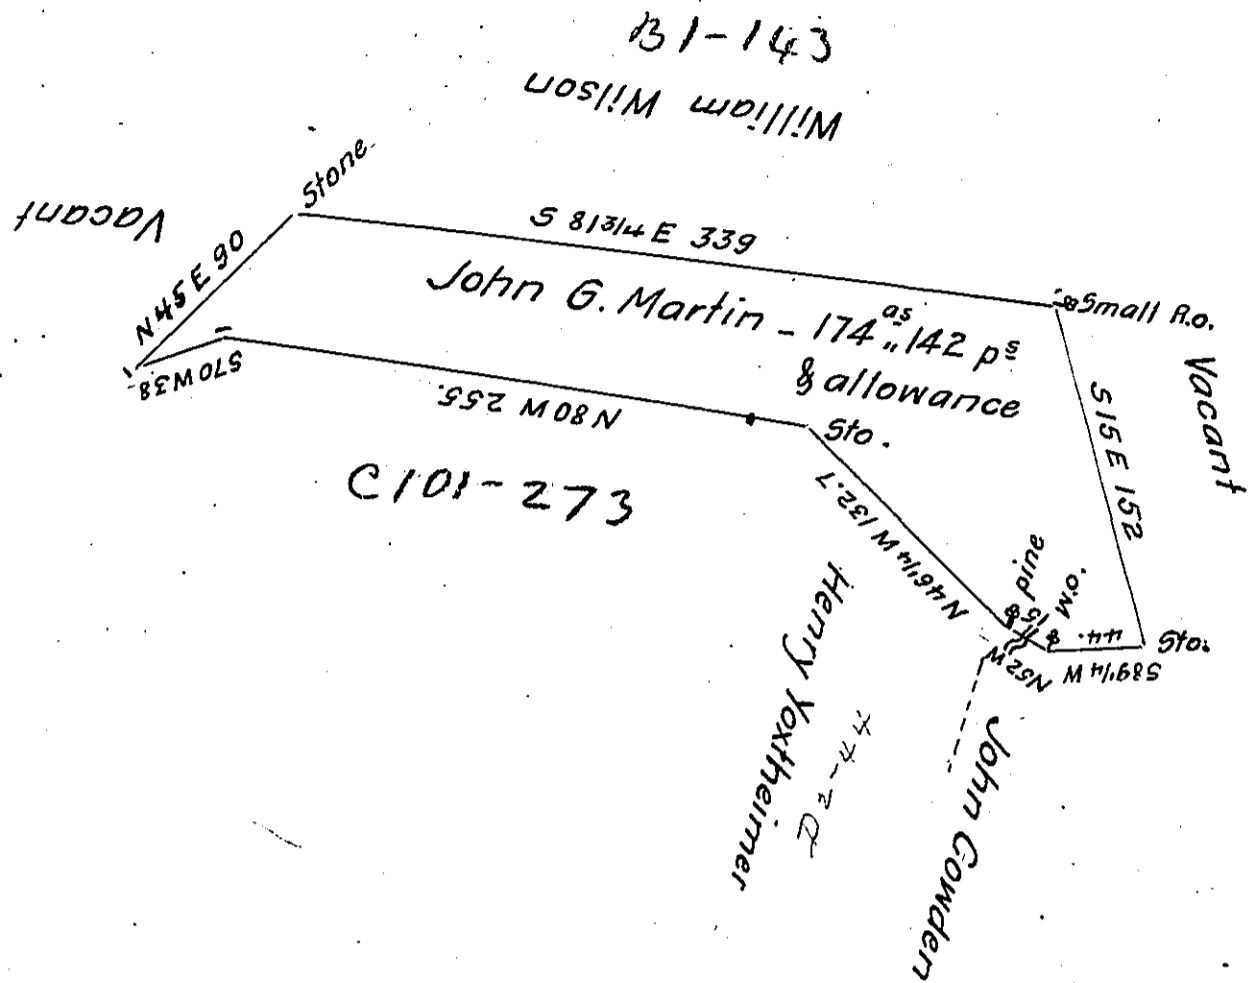 B1-143
William Wilson
Vacant
Stone
N45E 90
S 81 3/4 E 339
John G. Martin - 174 as " 142 ps
& allowance
Small R.o.
Vacant
S15E 152
S70W38
N80W 255.
Sto.
C101-273
N46 1/4 W 132.7
pine
15
W.o.
44.
Sto.
N52W
S89 1/4 W
Henry Yoxtheimer
D2-44
John Cowden